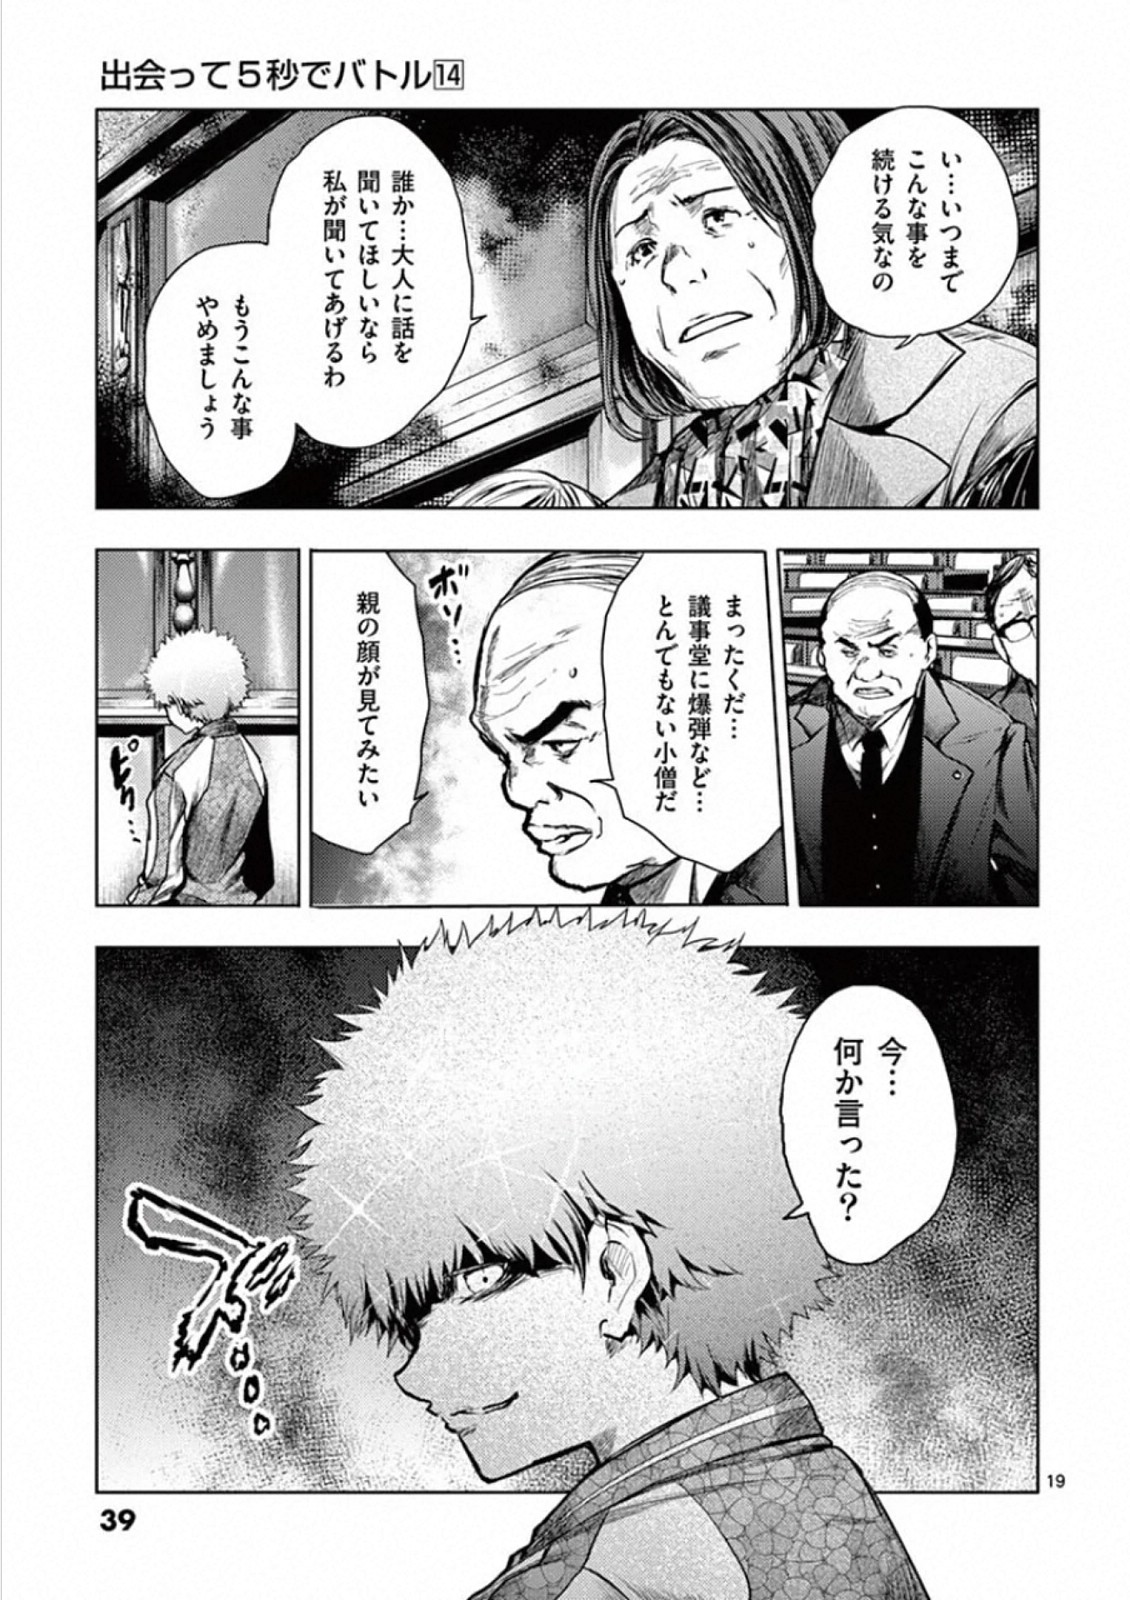 出会って5秒でバトル14
い…いつまで
こんな事を
続ける気なの
誰か…大人に話を
聞いてほしいなら
私が聞いてあげるわ
もうこんな事
やめましょう
まったくだ…
議事堂に爆弾など…
とんでもない小僧だ
ボソ…
親の顔が見てみたい
ピク…
今…
何か言った?
19
39